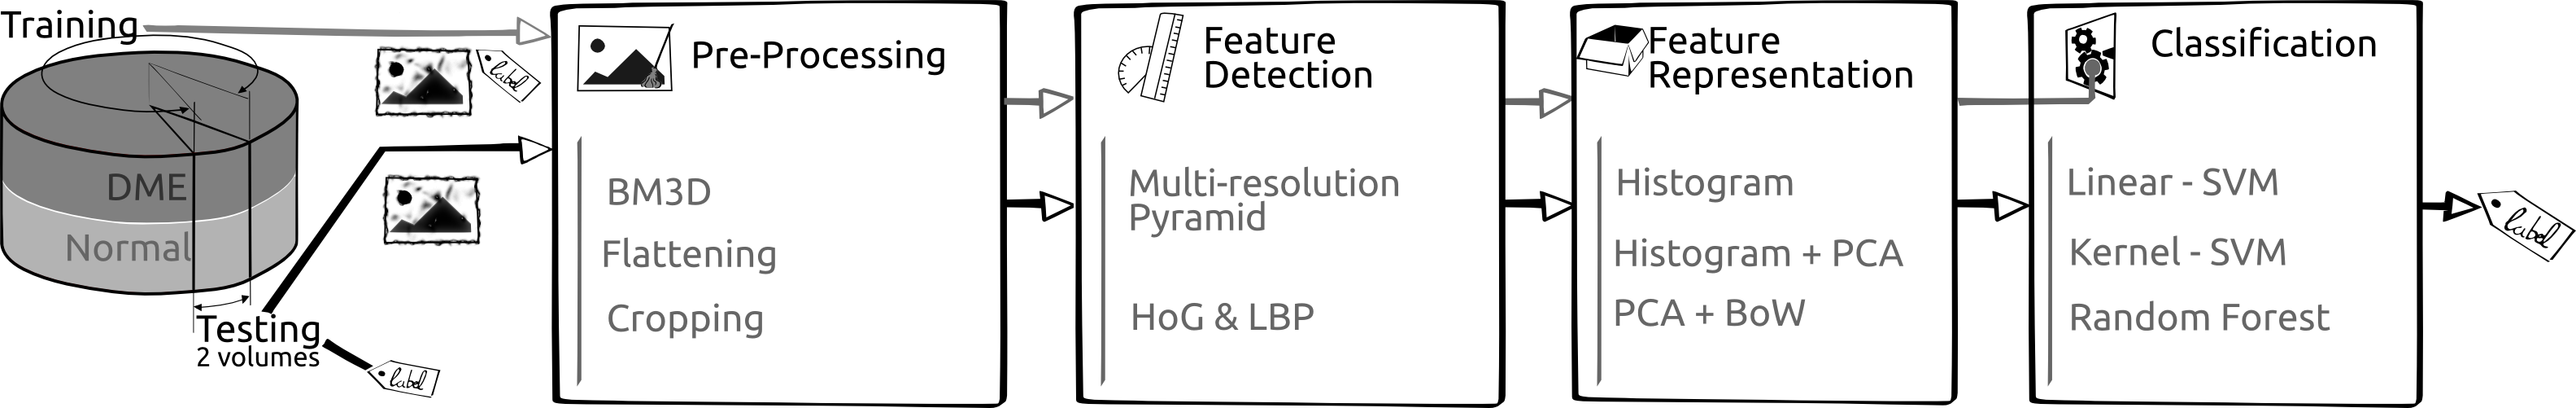 Training
label
DME
Normal
Testing
2 volumes
label
Pre-Processing
BM3D
Flattening
Cropping
Feature
Detection
Multi-resolution
Pyramid
HoG & LBP
Feature
Representation
Histogram
Histogram + PCA
PCA + BoW
Classification
Linear - SVM
Kernel - SVM
Random Forest
label